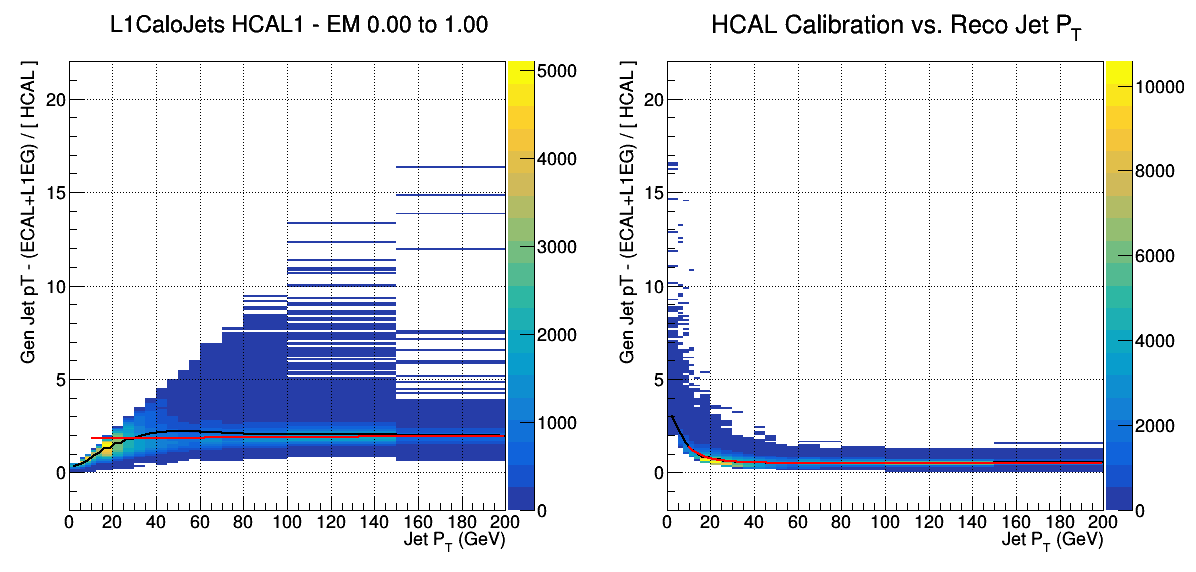 L1CaloJets HCAL1 - EM 0.00 to 1.00
Gen Jet pT - (ECAL+L1EG) / [ HCAL ]
20
15
10
5
0
0 20 40 60 80 100 120 140 160 180 200
Jet P_T (GeV)
5000
4000
3000
2000
1000
0
HCAL Calibration vs. Reco Jet P_T
Gen Jet pT - (ECAL+L1EG) / [ HCAL ]
20
15
10
5
0
0 20 40 60 80 100 120 140 160 180 200
Jet P_T (GeV)
10000
8000
6000
4000
2000
0